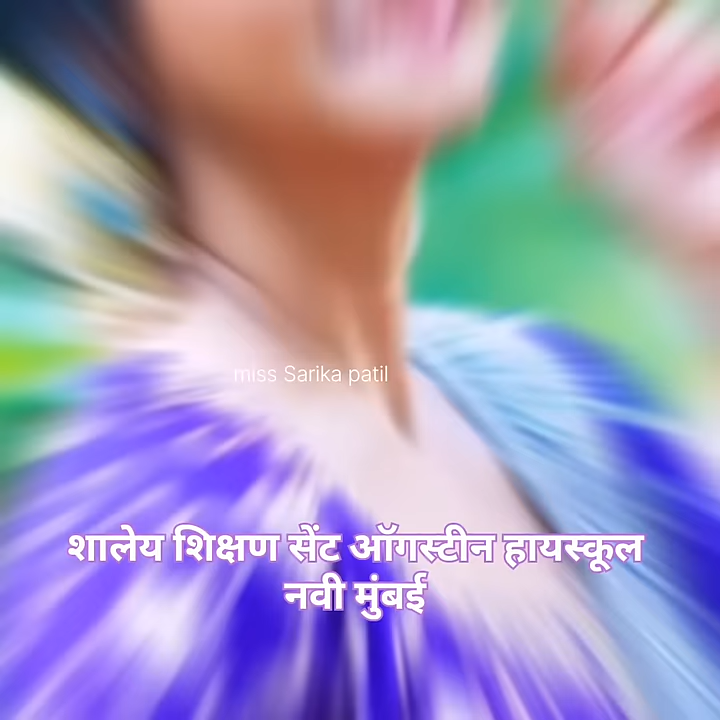 miss Sarika patil
शालेय शिक्षण सेंट ऑगस्टीन हायस्कूल
नवी मुंबई